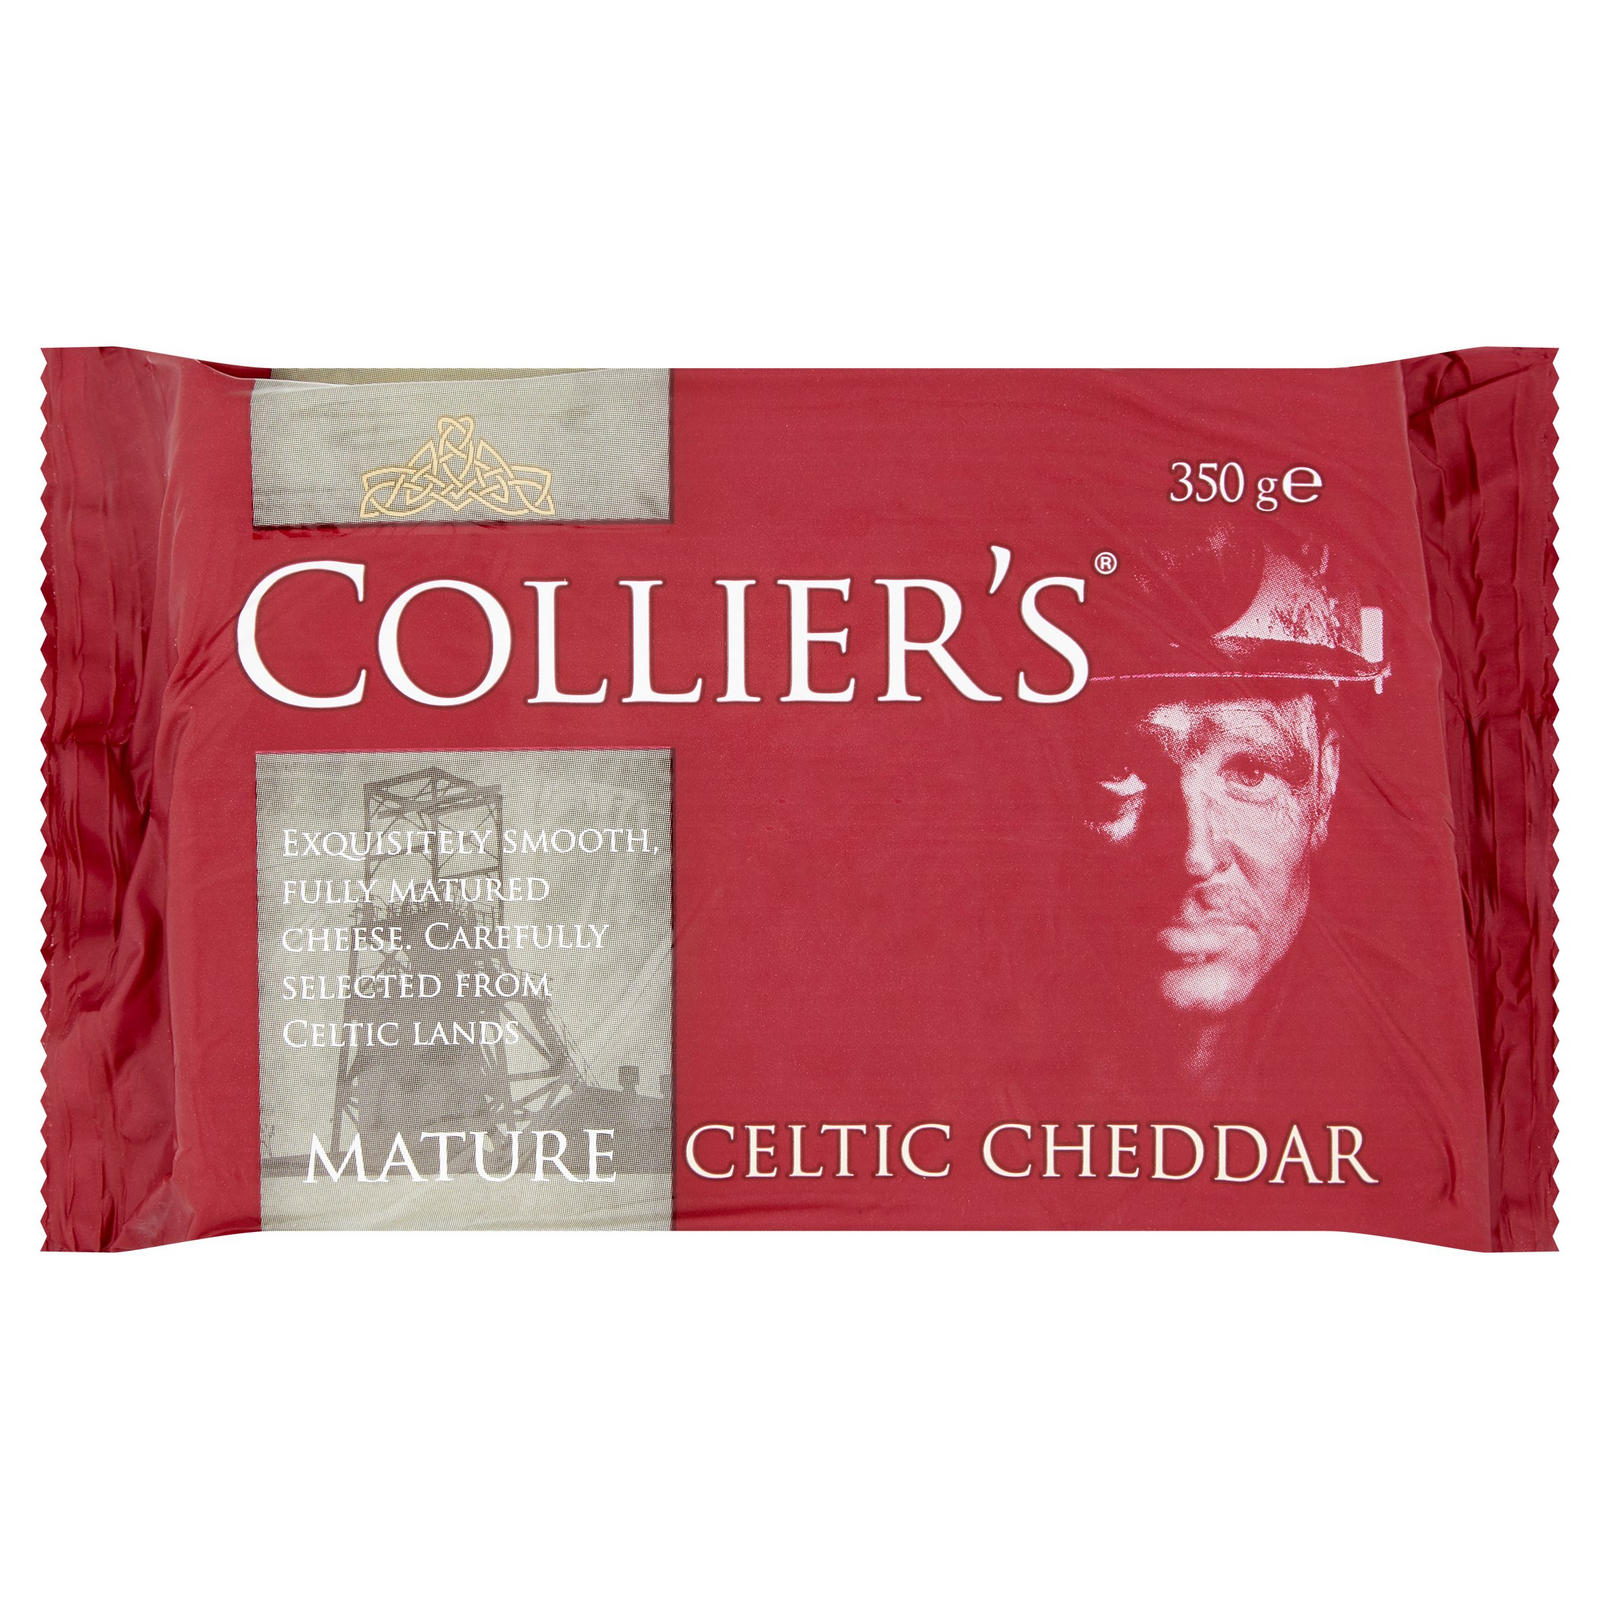 350 g℮
COLLIER'S®
EXQUISITELY SMOOTH,
FULLY MATURED
CHEESE. CAREFULLY
SELECTED FROM
CELTIC LANDS
MATURE CELTIC CHEDDAR